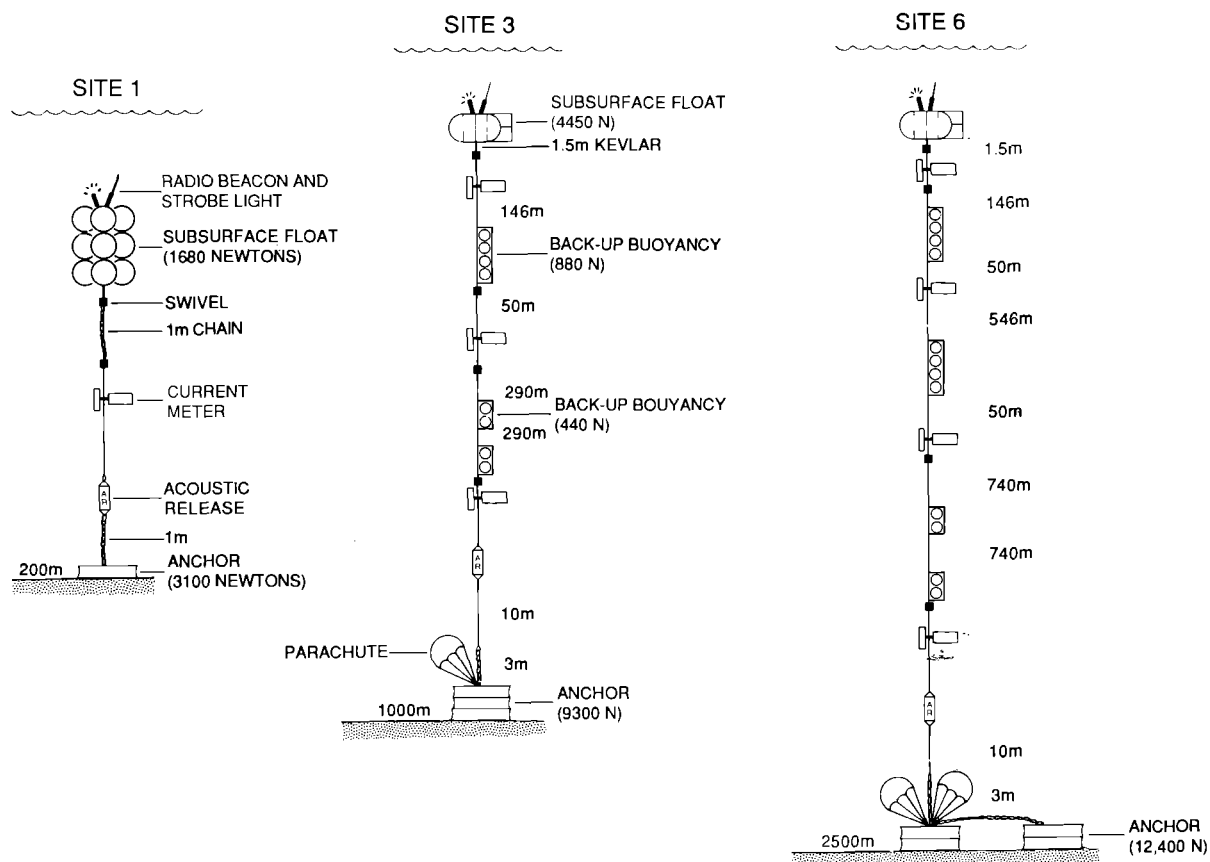 SITE 1
RADIO BEACON AND
STROBE LIGHT
SUBSURFACE FLOAT
(1680 NEWTONS)
SWIVEL
1m CHAIN
CURRENT
METER
ACOUSTIC
RELEASE
AR
1m
ANCHOR
(3100 NEWTONS)
200m
SITE 3
SUBSURFACE FLOAT
(4450 N)
1.5m KEVLAR
146m
BACK-UP BUOYANCY
(880 N)
50m
290m
BACK-UP BOUYANCY
(440 N)
290m
AR
10m
PARACHUTE
3m
ANCHOR
(9300 N)
1000m
SITE 6
1.5m
146m
50m
546m
50m
740m
740m
AR
10m
3m
ANCHOR
(12,400 N)
2500m